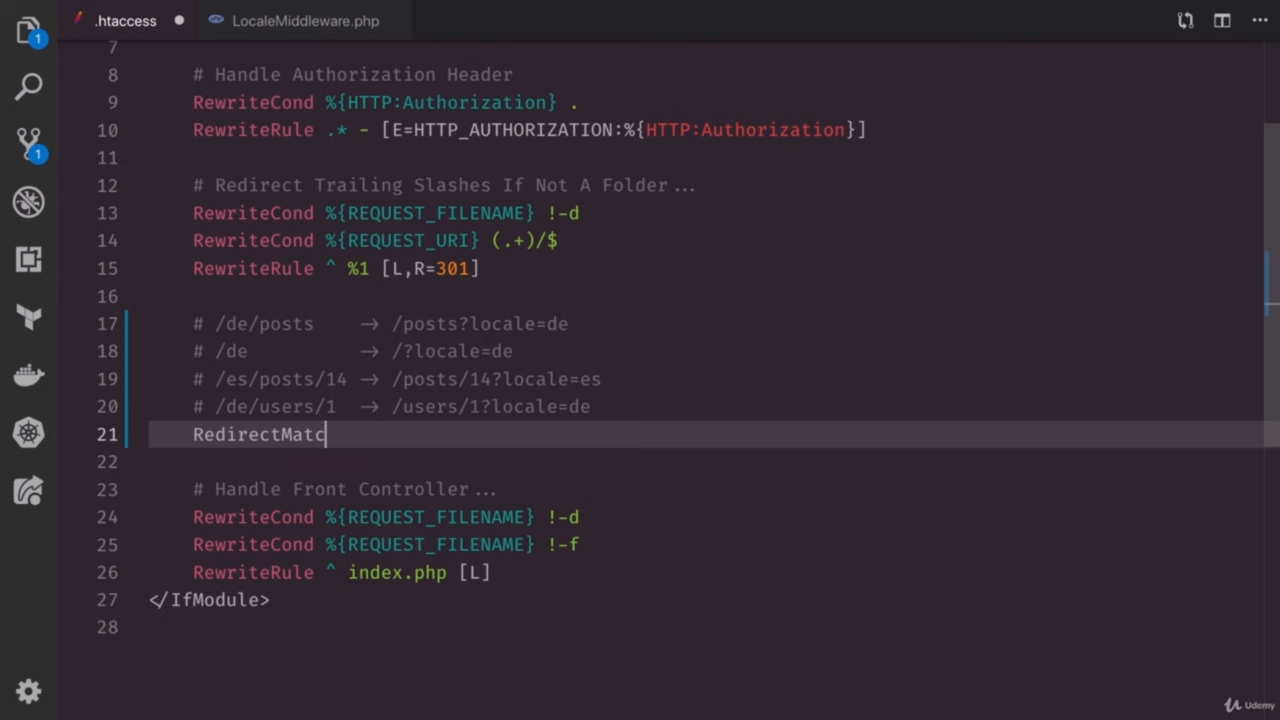 .htaccess
LocaleMiddleware.php
1
1
7
8 # Handle Authorization Header
9 RewriteCond %{HTTP:Authorization} .
10 RewriteRule .* - [E=HTTP_AUTHORIZATION:%{HTTP:Authorization}]
11
12 # Redirect Trailing Slashes If Not A Folder...
13 RewriteCond %{REQUEST_FILENAME} !-d
14 RewriteCond %{REQUEST_URI} (.+)/$
15 RewriteRule ^ %1 [L,R=301]
16
17 # /de/posts -> /posts?locale=de
18 # /de -> /?locale=de
19 # /es/posts/14 -> /posts/14?locale=es
20 # /de/users/1 -> /users/1?locale=de
21 RedirectMatc
22
23 # Handle Front Controller...
24 RewriteCond %{REQUEST_FILENAME} !-d
25 RewriteCond %{REQUEST_FILENAME} !-f
26 RewriteRule ^ index.php [L]
27 </IfModule>
28
Udemy